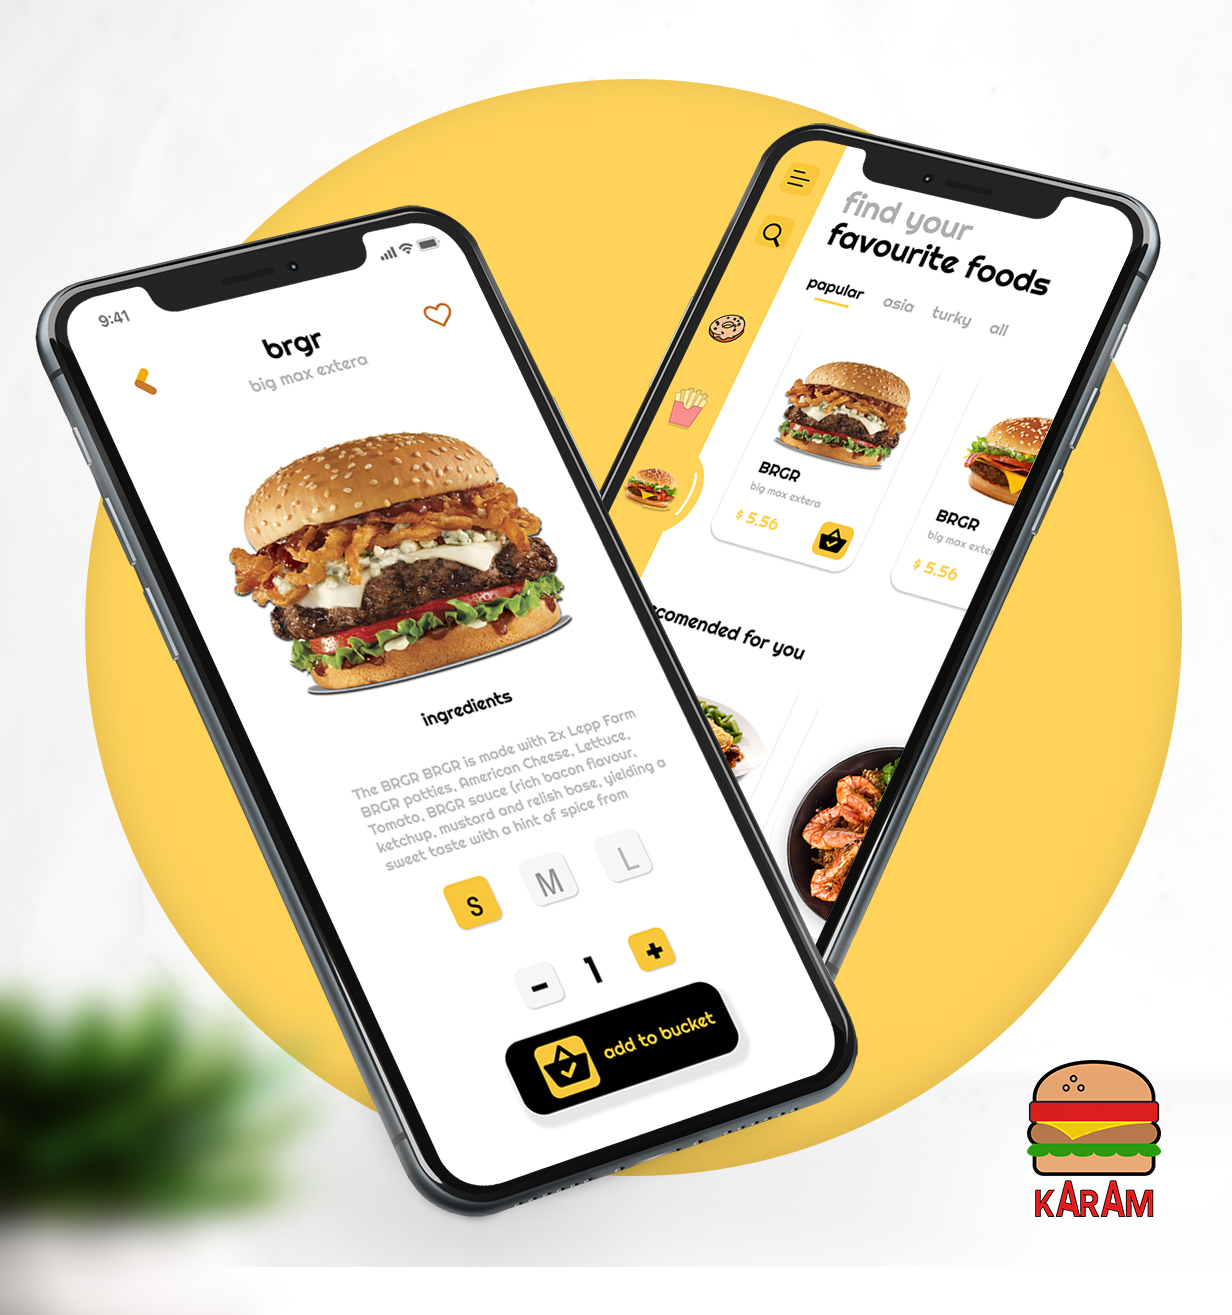 9:41
brgr
big max extera
ingredients
The BRGR BRGR is made with 2x Lepp Form
BRGR patties, American Cheese, Lettuce,
Tomato, BRGR sauce (rich bacon flavour,
ketchup, mustard and relish base, yielding a
sweet taste with a hint of spice from
S M L
- 1 +
add to bucket
find your
favourite foods
papular asia turky all
BRGR
big max extera
$ 5.56
BRGR
big max exte
$ 5.56
comended for you
KARAM